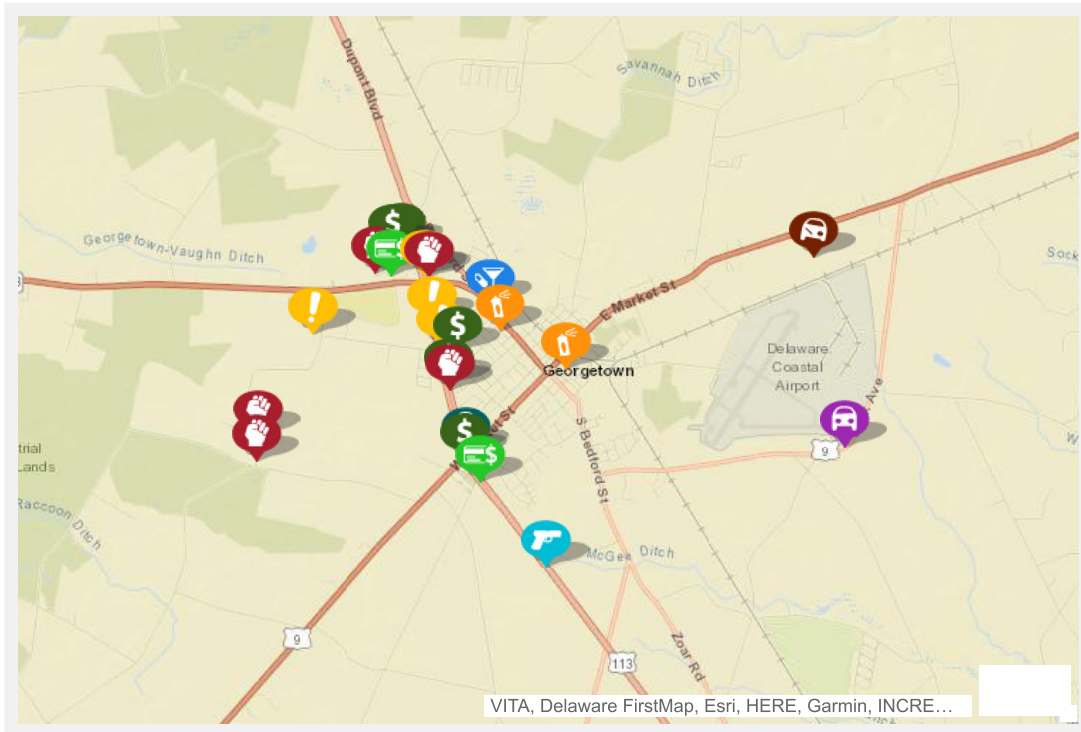 Dupont Blvd
Savannah Ditch
Georgetown-Vaughn Ditch
Sock
E Market St
Delaware
Coastal
Airport
Georgetown
Ave
9
S Bedford St
trial
Lands
Raccoon Ditch
McGee Ditch
9
113
Zoar Rd
VITA, Delaware FirstMap, Esri, HERE, Garmin, INCRE…